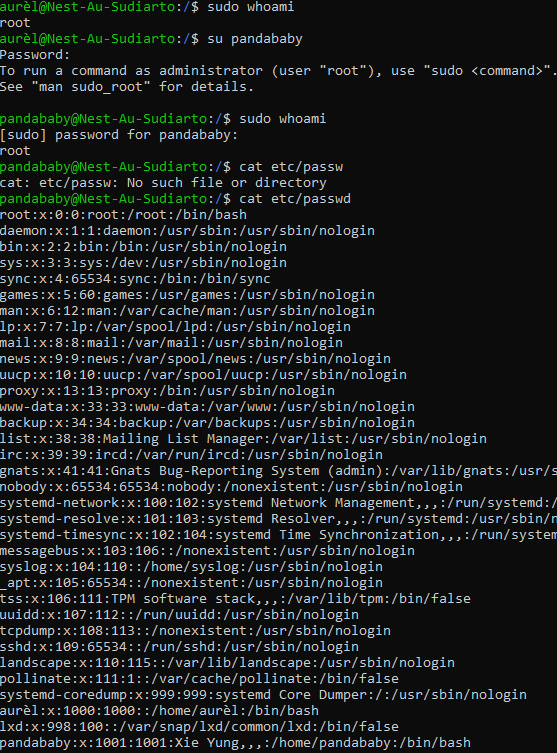 aurèl@Nest-Au-Sudiarto:/$ sudo whoami
root
aurèl@Nest-Au-Sudiarto:/$ su pandababy
Password:
To run a command as administrator (user "root"), use "sudo <command>".
See "man sudo_root" for details.
pandababy@Nest-Au-Sudiarto:/$ sudo whoami
[sudo] password for pandababy:
root
pandababy@Nest-Au-Sudiarto:/$ cat etc/passw
cat: etc/passw: No such file or directory
pandababy@Nest-Au-Sudiarto:/$ cat etc/passwd
root:x:0:0:root:/root:/bin/bash
daemon:x:1:1:daemon:/usr/sbin:/usr/sbin/nologin
bin:x:2:2:bin:/bin:/usr/sbin/nologin
sys:x:3:3:sys:/dev:/usr/sbin/nologin
sync:x:4:65534:sync:/bin:/bin/sync
games:x:5:60:games:/usr/games:/usr/sbin/nologin
man:x:6:12:man:/var/cache/man:/usr/sbin/nologin
lp:x:7:7:lp:/var/spool/lpd:/usr/sbin/nologin
mail:x:8:8:mail:/var/mail:/usr/sbin/nologin
news:x:9:9:news:/var/spool/news:/usr/sbin/nologin
uucp:x:10:10:uucp:/var/spool/uucp:/usr/sbin/nologin
proxy:x:13:13:proxy:/bin:/usr/sbin/nologin
www-data:x:33:33:www-data:/var/www:/usr/sbin/nologin
backup:x:34:34:backup:/var/backups:/usr/sbin/nologin
list:x:38:38:Mailing List Manager:/var/list:/usr/sbin/nologin
irc:x:39:39:ircd:/var/run/ircd:/usr/sbin/nologin
gnats:x:41:41:Gnats Bug-Reporting System (admin):/var/lib/gnats:/usr/s
nobody:x:65534:65534:nobody:/nonexistent:/usr/sbin/nologin
systemd-network:x:100:102:systemd Network Management,,,:/run/systemd:/
systemd-resolve:x:101:103:systemd Resolver,,,:/run/systemd:/usr/sbin/n
systemd-timesync:x:102:104:systemd Time Synchronization,,,:/run/system
messagebus:x:103:106::/nonexistent:/usr/sbin/nologin
syslog:x:104:110::/home/syslog:/usr/sbin/nologin
_apt:x:105:65534::/nonexistent:/usr/sbin/nologin
tss:x:106:111:TPM software stack,,,:/var/lib/tpm:/bin/false
uuidd:x:107:112::/run/uuidd:/usr/sbin/nologin
tcpdump:x:108:113::/nonexistent:/usr/sbin/nologin
sshd:x:109:65534::/run/sshd:/usr/sbin/nologin
landscape:x:110:115::/var/lib/landscape:/usr/sbin/nologin
pollinate:x:111:1::/var/cache/pollinate:/bin/false
systemd-coredump:x:999:999:systemd Core Dumper:/:/usr/sbin/nologin
aurèl:x:1000:1000::/home/aurèl:/bin/bash
lxd:x:998:100::/var/snap/lxd/common/lxd:/bin/false
pandababy:x:1001:1001:Xie Yung,,,:/home/pandababy:/bin/bash